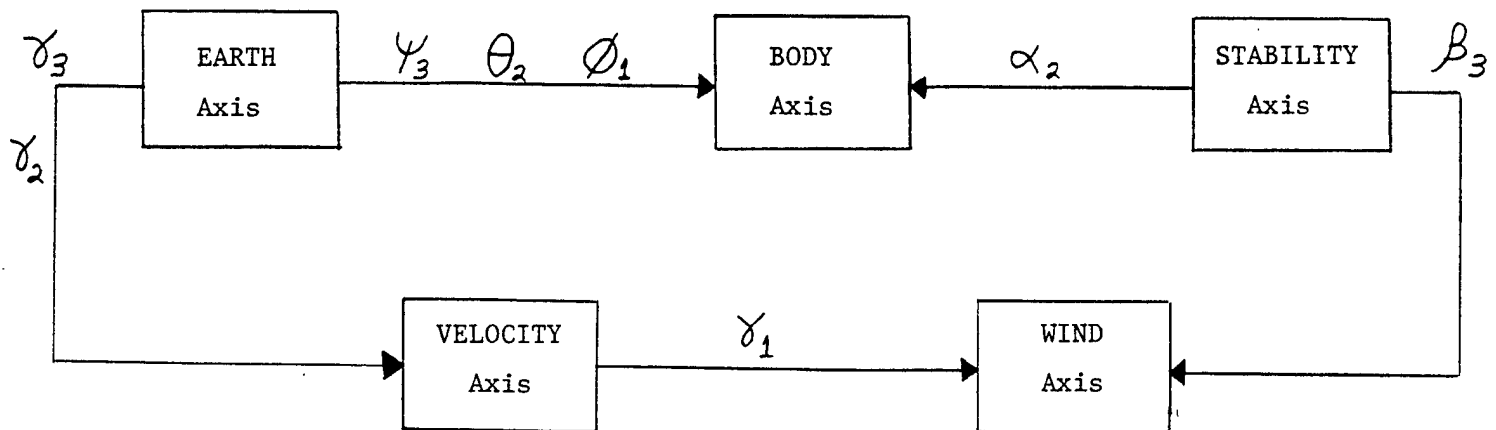 γ₃
EARTH
Axis
Ψ₃ θ₂ Ø₁
BODY
Axis
α₂
STABILITY
Axis
β₃
γ₂
VELOCITY
Axis
γ₁
WIND
Axis